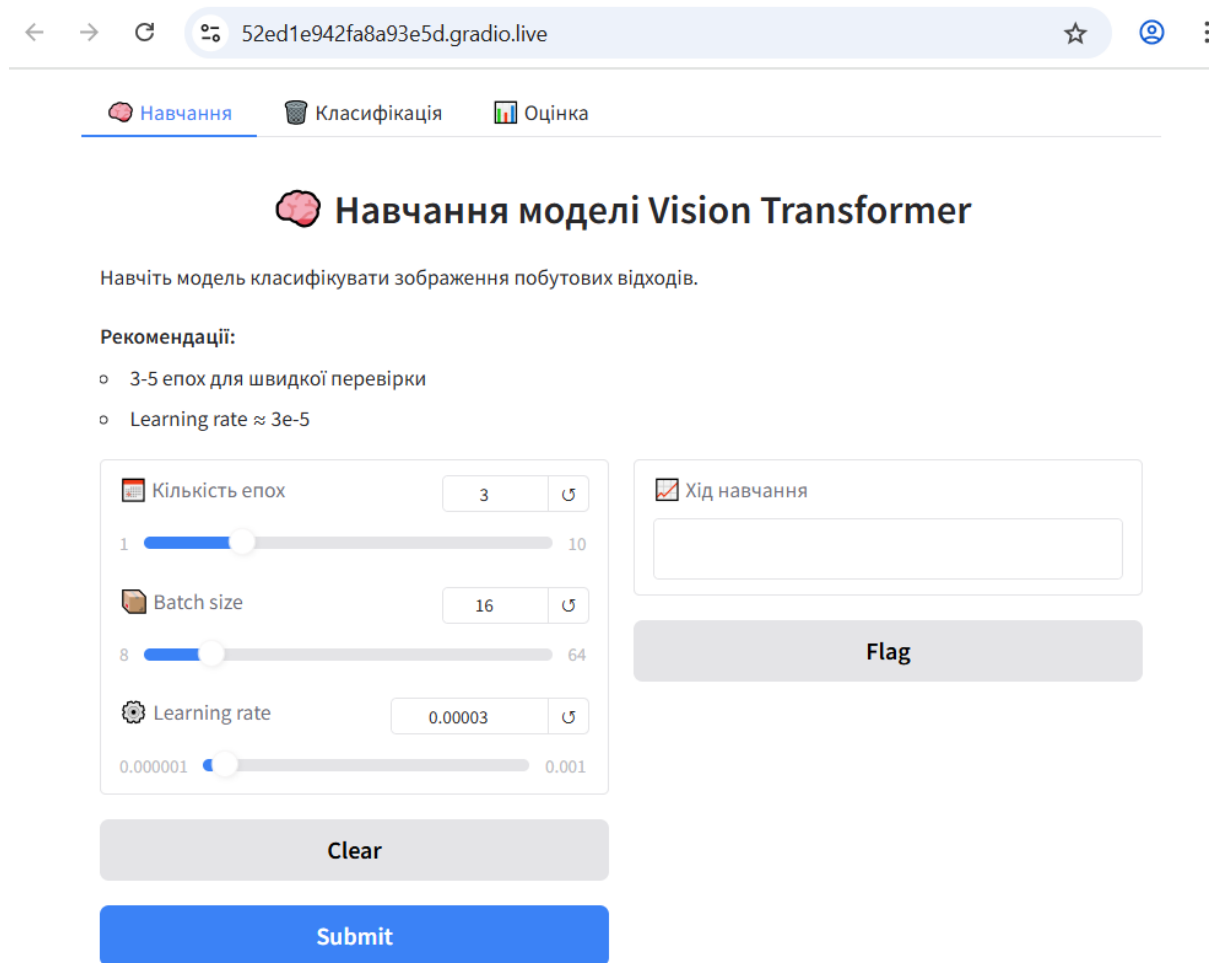 52ed1e942fa8a93e5d.gradio.live
Навчання Класифікація Оцінка
Навчання моделі Vision Transformer
Навчіть модель класифікувати зображення побутових відходів.
Рекомендації:
3-5 епох для швидкої перевірки
Learning rate ≈ 3e-5
Кількість епох 3
1 10
Batch size 16
8 64
Learning rate 0.00003
0.000001 0.001
Clear
Submit
Хід навчання
Flag